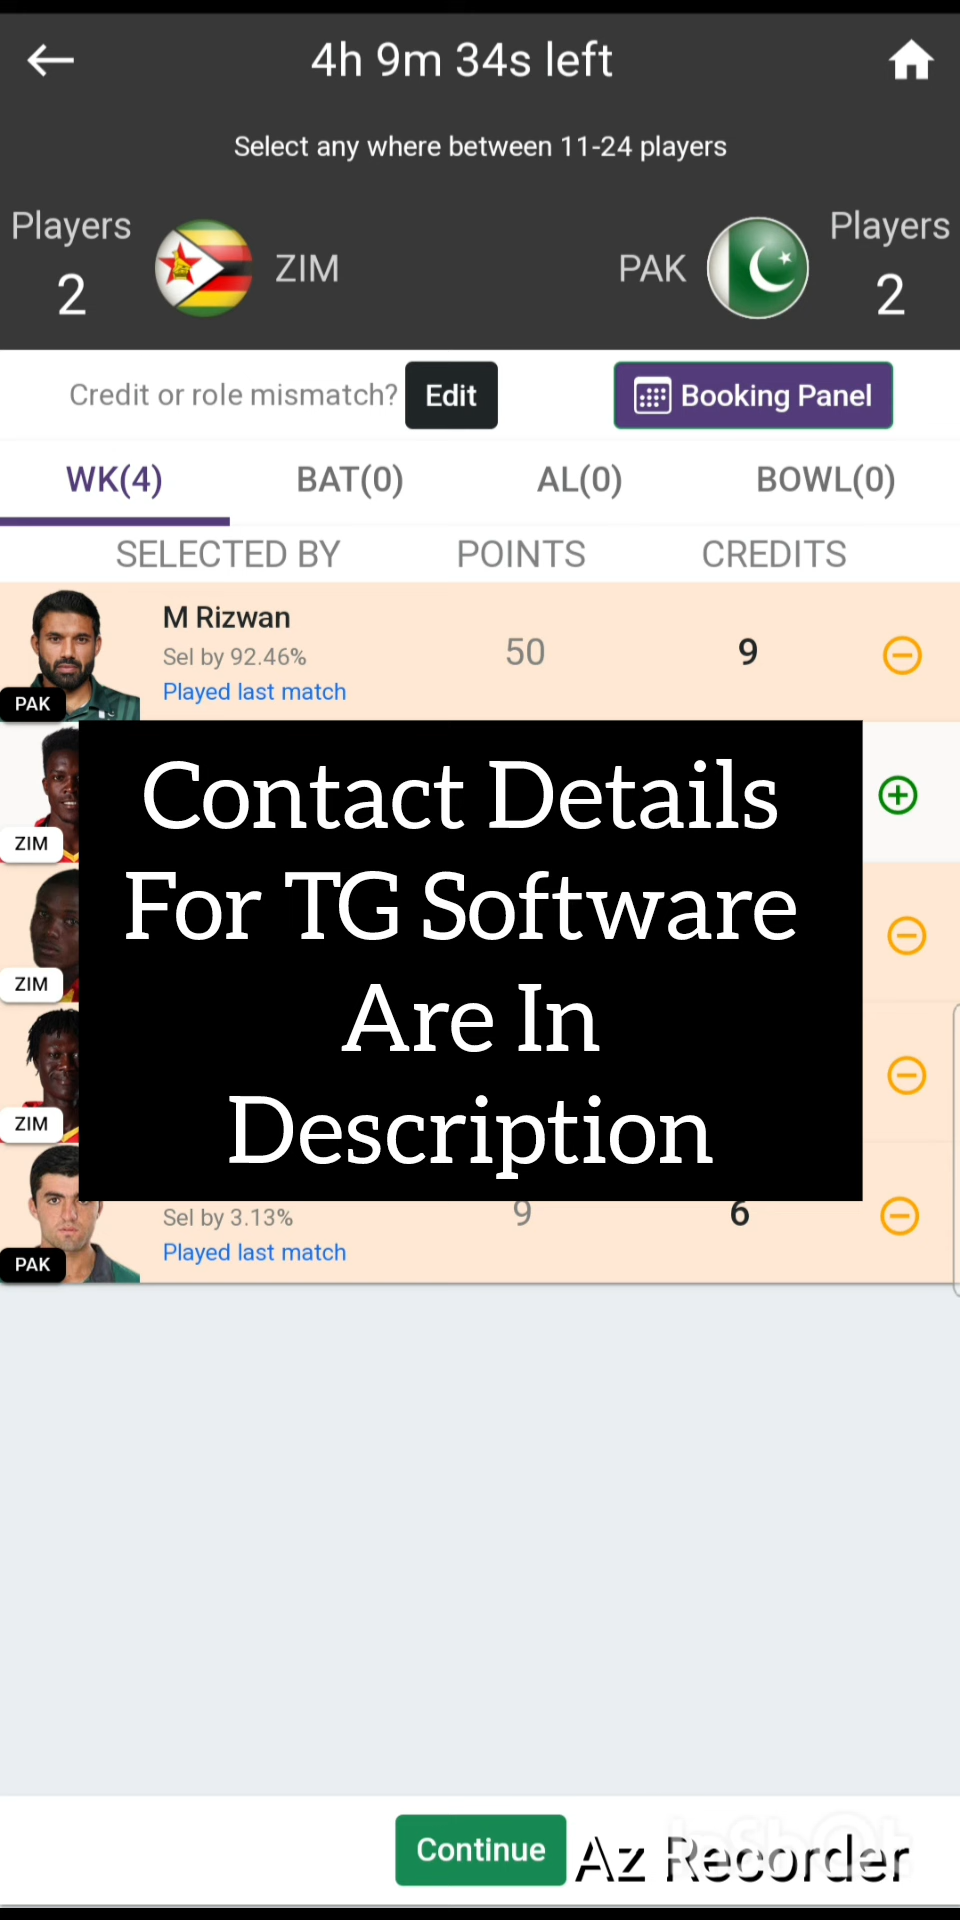 4h 9m 34s left
Select any where between 11-24 players
Players
2
ZIM
PAK
Players
2
Credit or role mismatch?
Edit
Booking Panel
WK(4)
BAT(0)
AL(0)
BOWL(0)
SELECTED BY
POINTS
CREDITS
M Rizwan
Sel by 92.46%
Played last match
50
9
PAK
ZIM
ZIM
ZIM
Contact Details
For TG Software
Are In
Description
Sel by 3.13%
Played last match
9
6
PAK
Continue
Az Recorder
InShOt